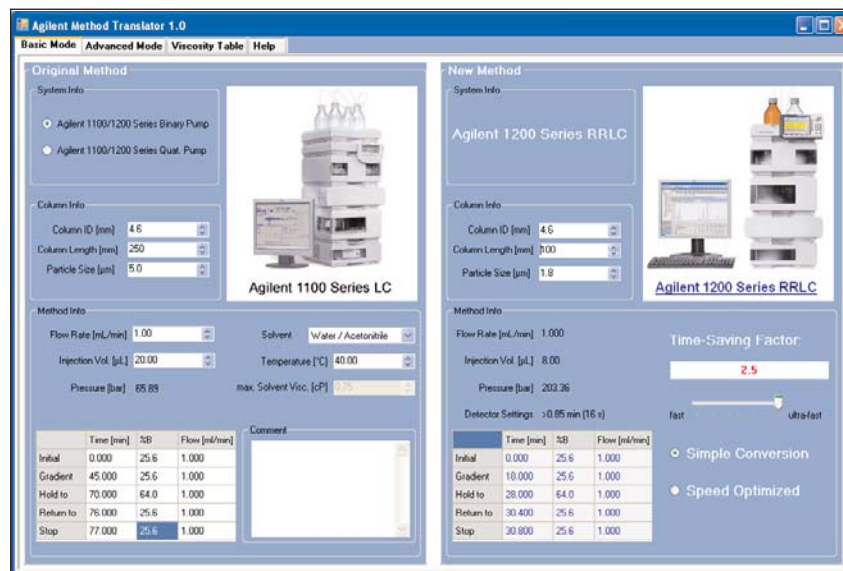 Agilent Method Translator 1.0
Basic Mode Advanced Mode Viscosity Table Help
Original Method
System Info
Agilent 1100/1200 Series Binary Pump
Agilent 1100/1200 Series Quat. Pump
Column Info
Column ID [mm] 4.6
Column Length [mm] 250
Particle Size [µm] 5.0
Agilent 1100 Series LC
Method Info
Flow Rate [mL/min] 1.00 Solvent Water / Acetonitrile
Injection Vol. [µL] 20.00 Temperature [°C] 40.00
Pressure [bar] 65.89 max. Solvent Visc. [cP] 0.75
Time [min] %B Flow [ml/min]
Initial 0.000 25.6 1.000
Gradient 45.000 25.6 1.000
Hold to 70.000 64.0 1.000
Return to 76.000 25.6 1.000
Stop 77.000 25.6 1.000
Comment
New Method
System Info
Agilent 1200 Series RRLC
Column Info
Column ID [mm] 4.6
Column Length [mm] 100
Particle Size [µm] 1.8
Agilent 1200 Series RRLC
Method Info
Flow Rate [mL/min] 1.000
Injection Vol. [µL] 8.00
Pressure [bar] 203.36
Detector Settings >0.85 min (16 s)
Time-Saving Factor:
2.5
fast ultra-fast
Simple Conversion
Speed Optimized
Time [min] %B Flow [ml/min]
Initial 0.000 25.6 1.000
Gradient 18.000 25.6 1.000
Hold to 28.000 64.0 1.000
Return to 30.400 25.6 1.000
Stop 30.800 25.6 1.000